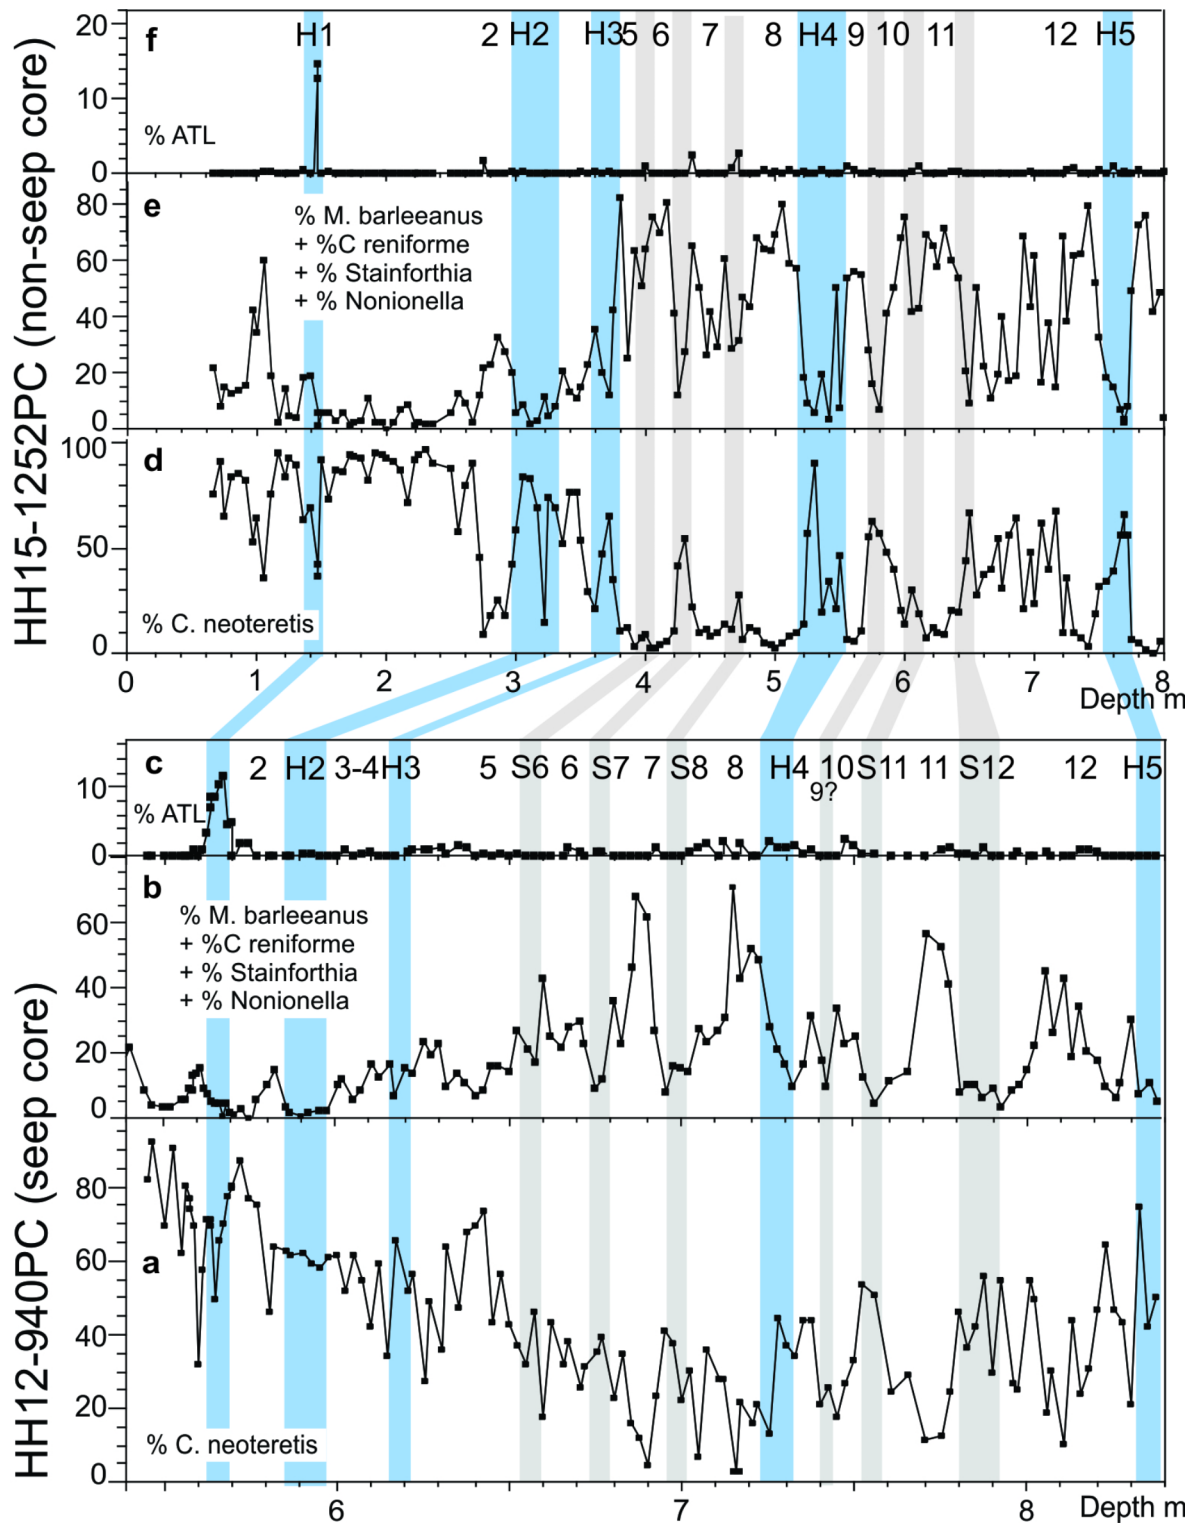 HH15-1252PC (non-seep core)
20
10
0
f
H1
2
H2
H3
5
6
7
8
H4
9
10
11
12
H5
% ATL
80
60
40
20
0
e
% M. barleeanus
+ %C reniforme
+ % Stainforthia
+ % Nonionella
100
50
0
d
% C. neoteretis
0 1 2 3 4 5 6 7 8
Depth m
HH12-940PC (seep core)
10
0
c
2
H2
3-4
H3
5
S6
6
S7
7
S8
8
H4
10
9?
S11
11
S12
12
H5
% ATL
60
40
20
0
b
% M. barleeanus
+ %C reniforme
+ % Stainforthia
+ % Nonionella
80
60
40
20
0
a
% C. neoteretis
6 7 8
Depth m